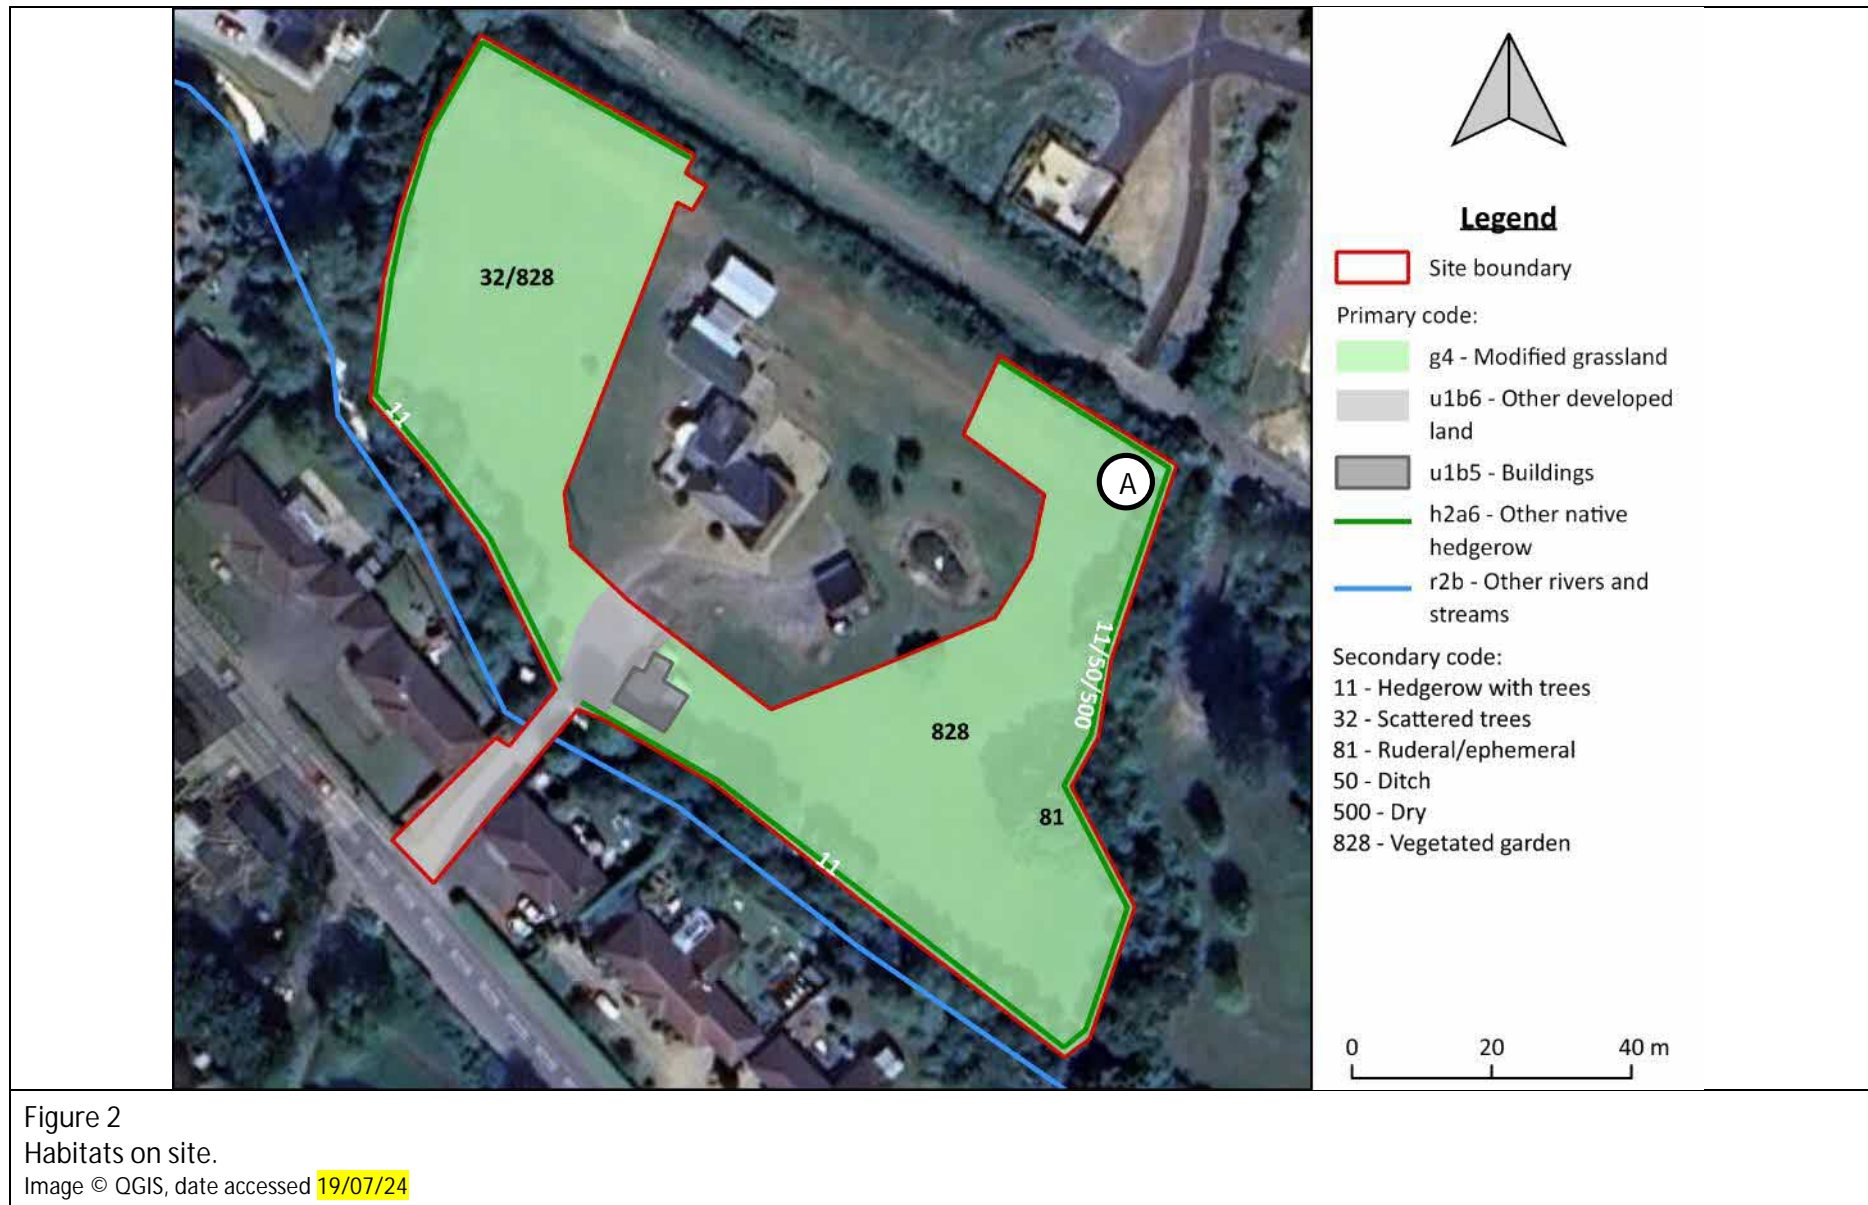 32/828
11
A
11/50/500
828
81
11
Legend
Site boundary
Primary code:
g4 - Modified grassland
u1b6 - Other developed
land
u1b5 - Buildings
h2a6 - Other native
hedgerow
r2b - Other rivers and
streams
Secondary code:
11 - Hedgerow with trees
32 - Scattered trees
81 - Ruderal/ephemeral
50 - Ditch
500 - Dry
828 - Vegetated garden
0 20 40 m
Figure 2
Habitats on site.
Image © QGIS, date accessed 19/07/24